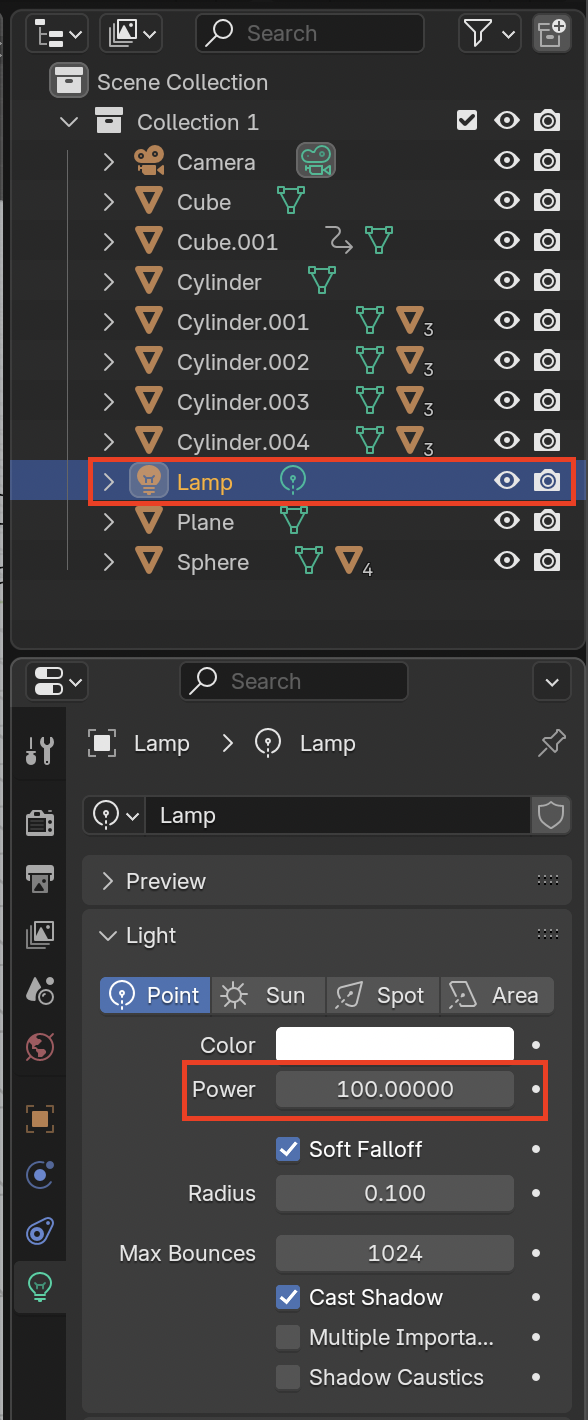 Search
Scene Collection
Collection 1
Camera
Cube
Cube.001
Cylinder
Cylinder.001 3
Cylinder.002 3
Cylinder.003 3
Cylinder.004 3
Lamp
Plane
Sphere 4
Search
Lamp > Lamp
Lamp
Preview
Light
Point Sun Spot Area
Color
Power 100.00000
Soft Falloff
Radius 0.100
Max Bounces 1024
Cast Shadow
Multiple Importa...
Shadow Caustics